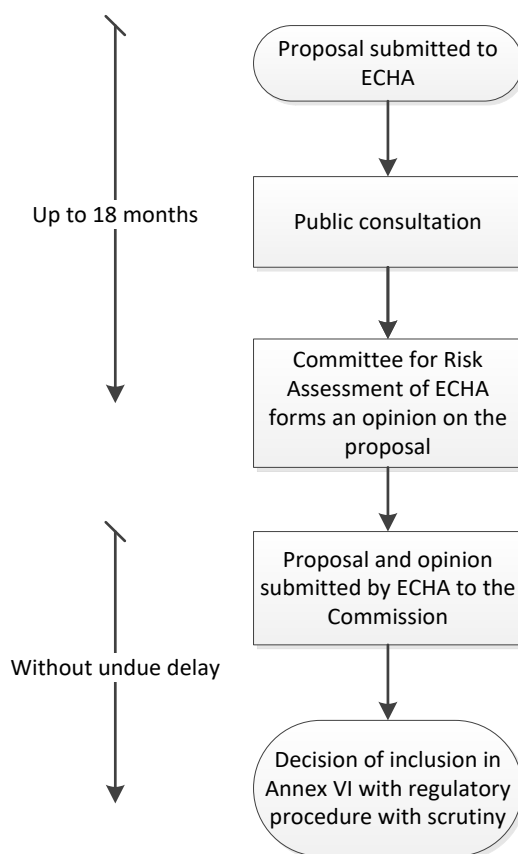 Proposal submitted to
ECHA
Up to 18 months
Public consultation
Committee for Risk
Assessment of ECHA
forms an opinion on the
proposal
Proposal and opinion
submitted by ECHA to the
Commission
Without undue delay
Decision of inclusion in
Annex VI with regulatory
procedure with scrutiny